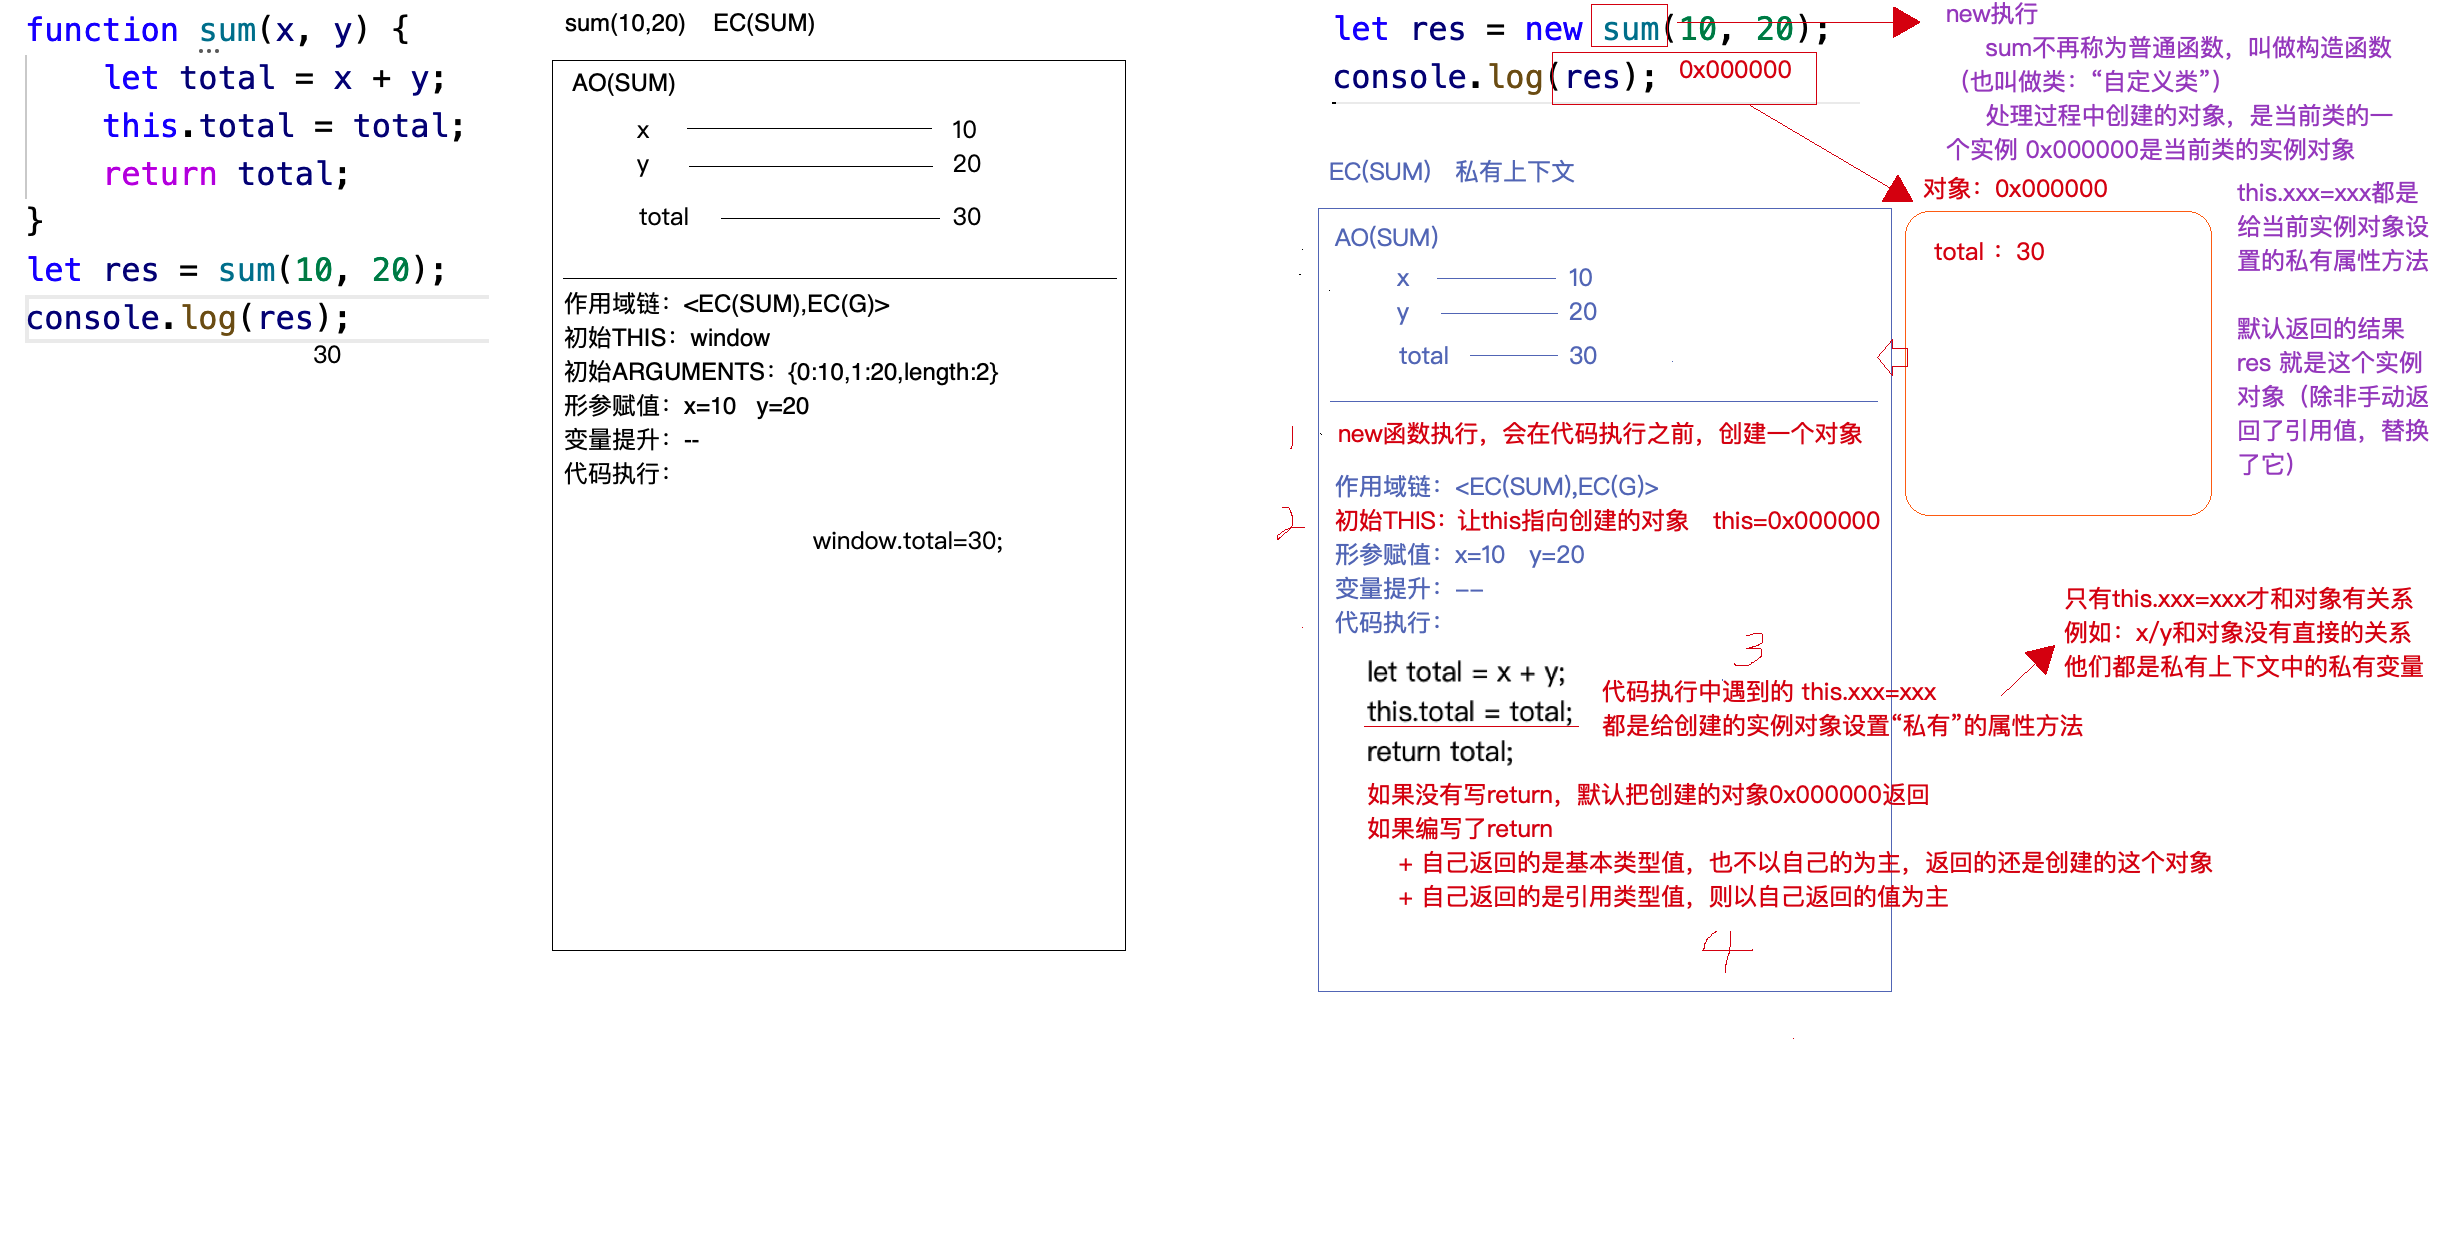 function sum(x, y) {
let total = x + y;
this.total = total;
return total;
}
let res = sum(10, 20);
console.log(res);
30
sum(10,20) EC(SUM)
AO(SUM)
x 10
y 20
total 30
作用域链：<EC(SUM),EC(G)>
初始THIS：window
初始ARGUMENTS：{0:10,1:20,length:2}
形参赋值：x=10 y=20
变量提升：--
代码执行：
window.total=30;
let res = new sum(10, 20);
console.log(res); 0x000000
new执行
sum不再称为普通函数，叫做构造函数
（也叫做类：“自定义类”）
处理过程中创建的对象，是当前类的一
个实例 0x000000是当前类的实例对象
EC(SUM) 私有上下文
AO(SUM)
x 10
y 20
total 30
对象：0x000000
total：30
this.xxx=xxx都是
给当前实例对象设
置的私有属性方法
默认返回的结果
res 就是这个实例
对象（除非手动返
回了引用值，替换
了它）
1
new函数执行，会在代码执行之前，创建一个对象
作用域链：<EC(SUM),EC(G)>
2
初始THIS：让this指向创建的对象 this=0x000000
形参赋值：x=10 y=20
变量提升：--
代码执行：
3
let total = x + y;
this.total = total;
return total;
代码执行中遇到的 this.xxx=xxx
都是给创建的实例对象设置“私有”的属性方法
只有this.xxx=xxx才和对象有关系
例如：x/y和对象没有直接的关系
他们都是私有上下文中的私有变量
如果没有写return，默认把创建的对象0x000000返回
如果编写了return
+ 自己返回的是基本类型值，也不以自己的为主，返回的还是创建的这个对象
+ 自己返回的是引用类型值，则以自己返回的值为主
4